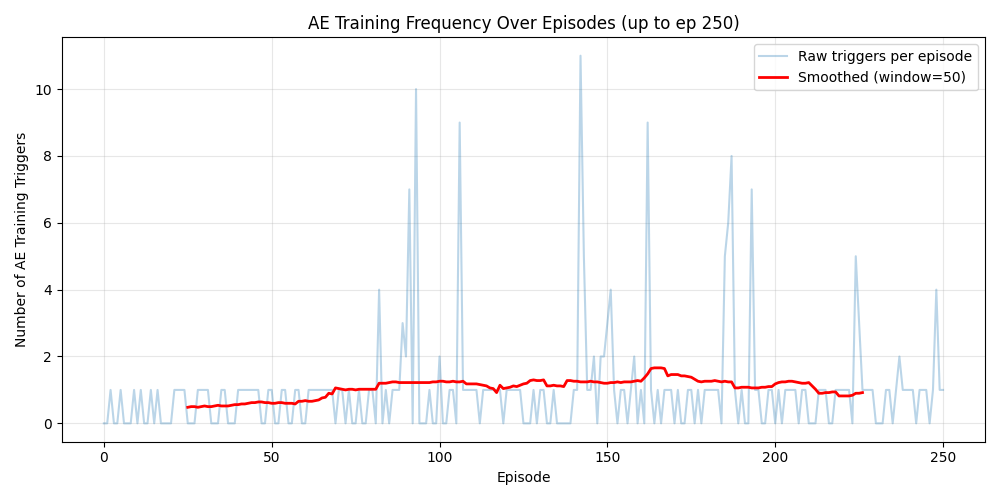 AE Training Frequency Over Episodes (up to ep 250)
Raw triggers per episode
Smoothed (window=50)
Number of AE Training Triggers
10
8
6
4
2
0
0 50 100 150 200 250
Episode